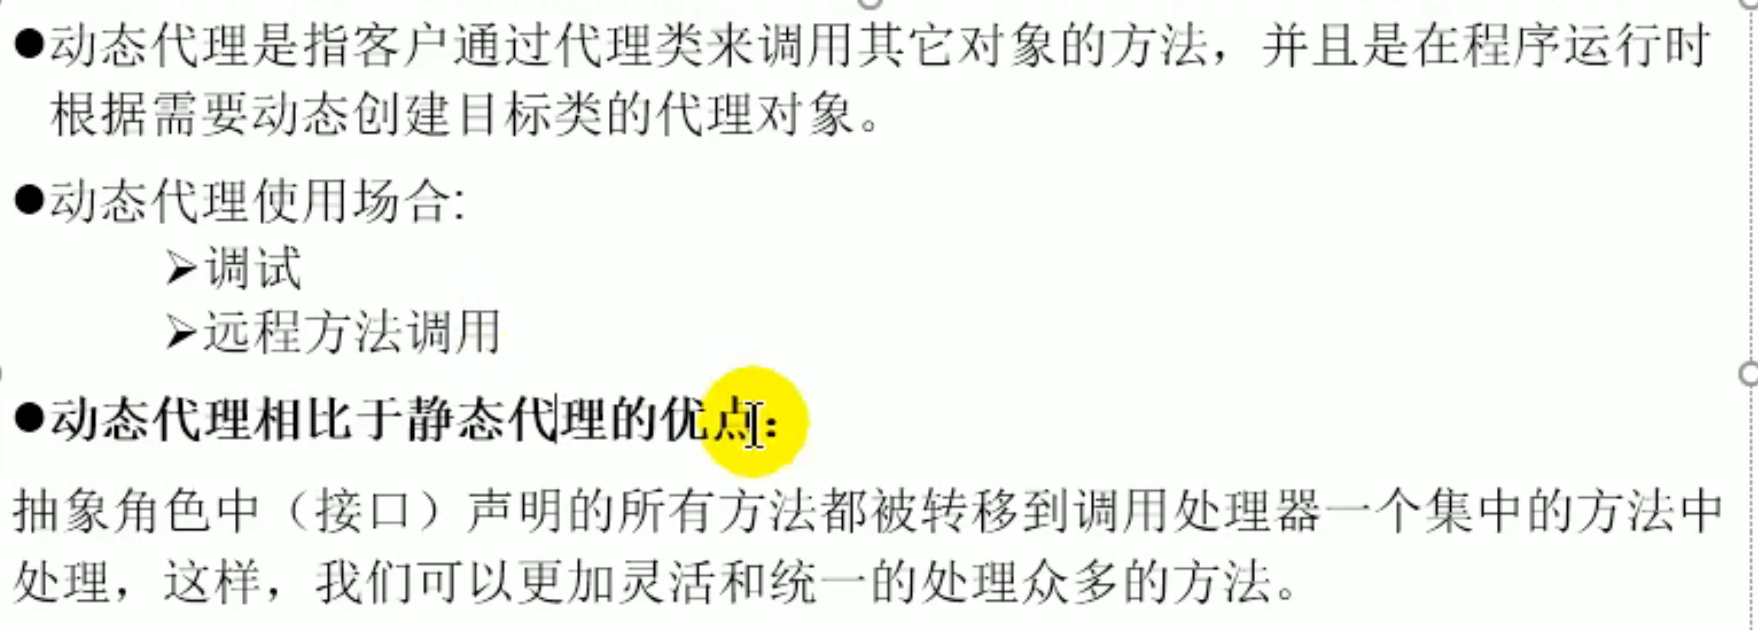 ●动态代理是指客户通过代理类来调用其它对象的方法，并且是在程序运行时
根据需要动态创建目标类的代理对象。
●动态代理使用场合:
➢调试
➢远程方法调用
●动态代理相比于静态代理的优点：
抽象角色中（接口）声明的所有方法都被转移到调用处理器一个集中的方法中
处理，这样，我们可以更加灵活和统一的处理众多的方法。